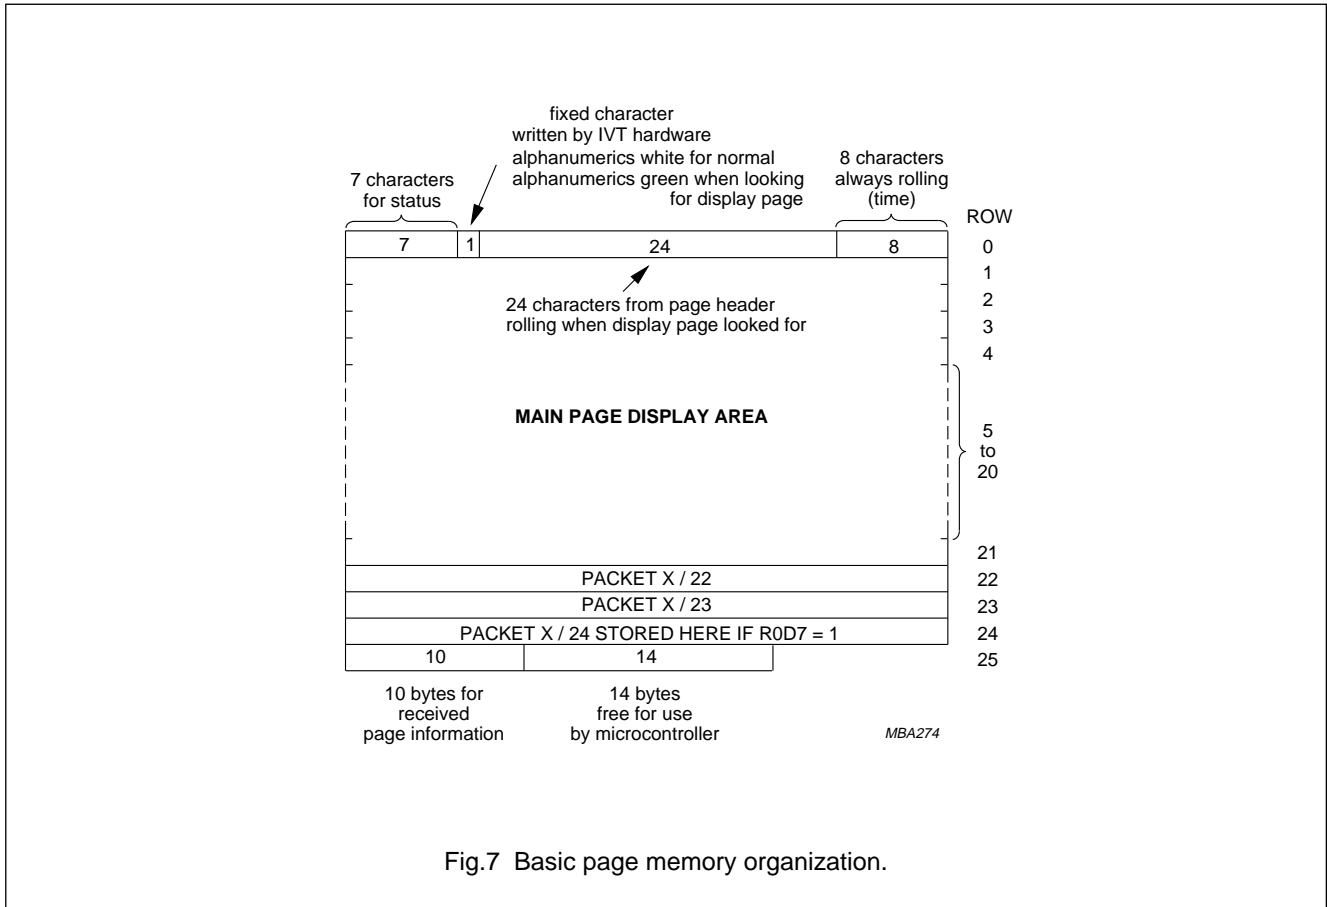 fixed character
written by IVT hardware
alphanumerics white for normal
alphanumerics green when looking
for display page
7 characters
for status
8 characters
always rolling
(time)
ROW
7 1 24 8 0
1
24 characters from page header
rolling when display page looked for
2
3
4
MAIN PAGE DISPLAY AREA
5
to
20
21
PACKET X / 22 22
PACKET X / 23 23
PACKET X / 24 STORED HERE IF R0D7 = 1 24
10 14 25
10 bytes for
received
page information
14 bytes
free for use
by microcontroller
MBA274
Fig.7 Basic page memory organization.